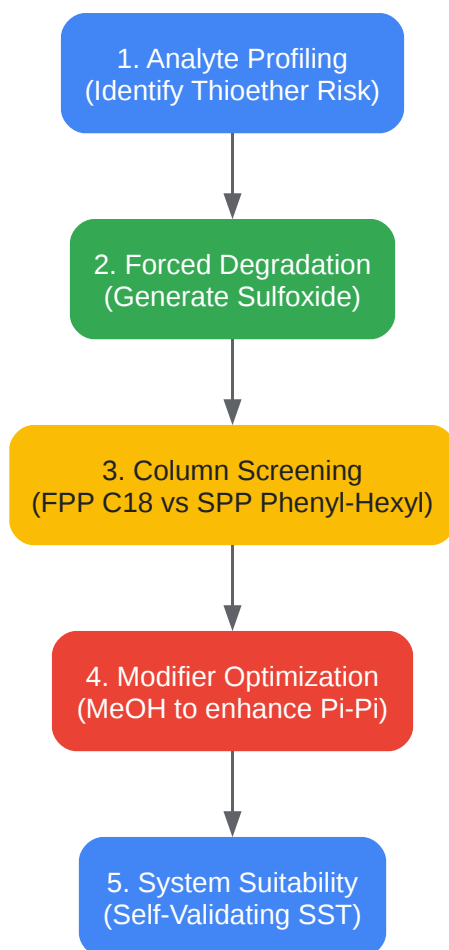 1. Analyte Profiling
(Identify Thioether Risk)
2. Forced Degradation
(Generate Sulfoxide)
3. Column Screening
(FPP C18 vs SPP Phenyl-Hexyl)
4. Modifier Optimization
(MeOH to enhance Pi-Pi)
5. System Suitability
(Self-Validating SST)